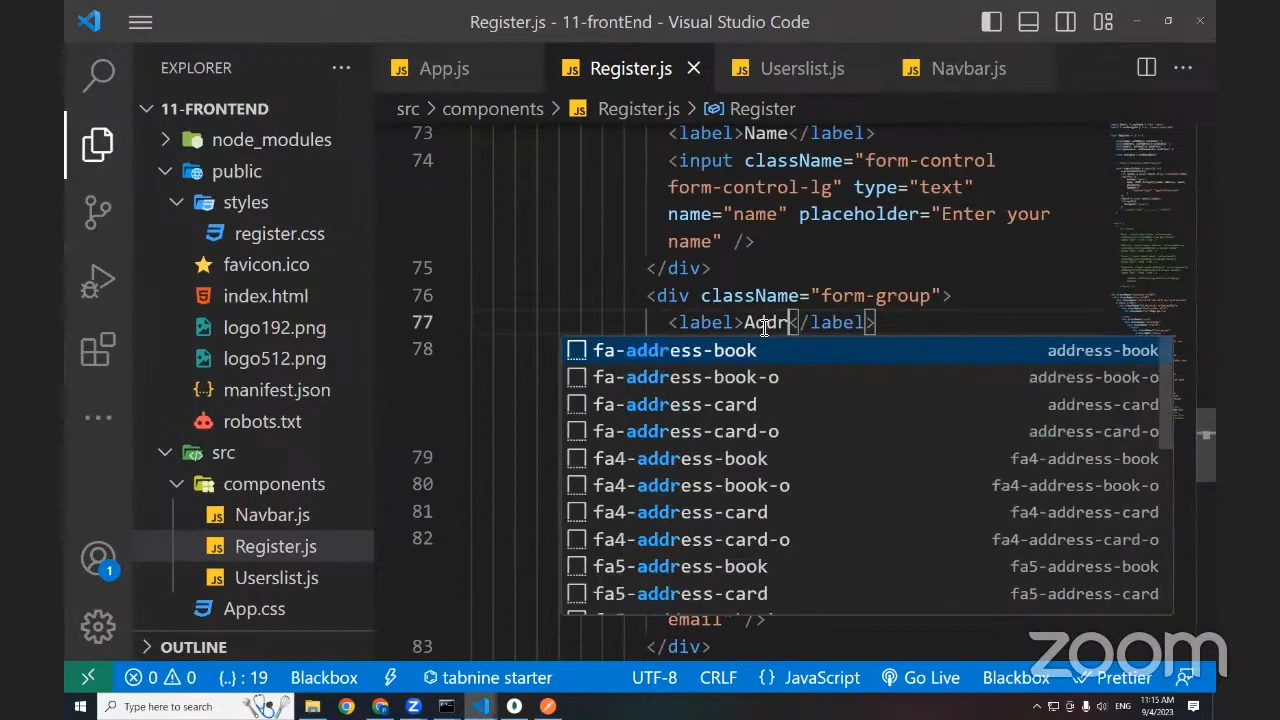 Register.js - 11-frontEnd - Visual Studio Code
EXPLORER
App.js
Register.js
Userslist.js
Navbar.js
11-FRONTEND
node_modules
public
styles
register.css
favicon.ico
index.html
logo192.png
logo512.png
manifest.json
robots.txt
src
components
Navbar.js
Register.js
Userslist.js
App.css
OUTLINE
src > components > JS Register.js > Register
73 <label>Name</label>
74 <input className="form-control
form-control-lg" type="text"
name="name" placeholder="Enter your
name" />
75 </div>
76 <div className="form-group">
77 <label>Addr</label
78
79
80
81
82
fa-address-book address-book
fa-address-book-o address-book-o
fa-address-card address-card
fa-address-card-o address-card-o
fa4-address-book fa4-address-book
fa4-address-book-o fa4-address-book-o
fa4-address-card fa4-address-card
fa4-address-card-o fa4-address-card-o
fa5-address-book fa5-address-book
fa5-address-card fa5-address-card
email" />
83 </div>
zoom
1
0 0 {..} : 19 Blackbox tabnine starter UTF-8 CRLF {} JavaScript Go Live Blackbox Prettier
Type here to search
11:15 AM
9/4/2023